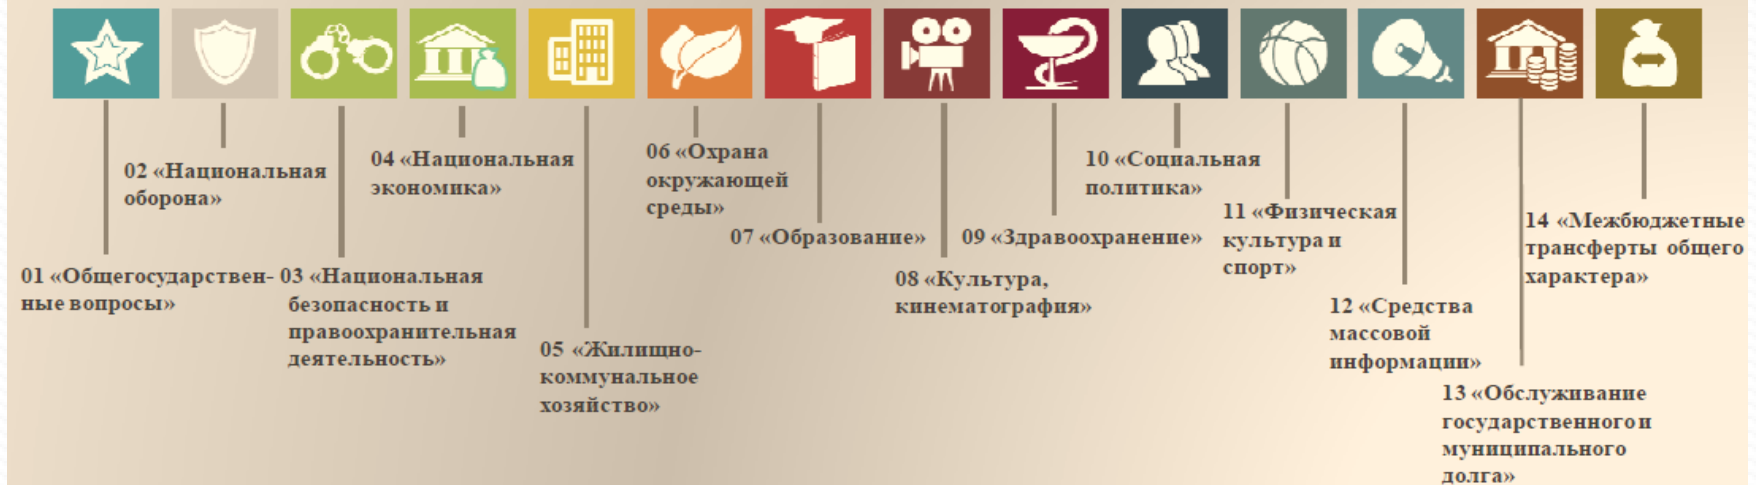 01 «Общегосударствен-
ные вопросы»
02 «Национальная
оборона»
03 «Национальная
безопасность и
правоохранительная
деятельность»
04 «Национальная
экономика»
05 «Жилищно-
коммунальное
хозяйство»
06 «Охрана
окружающей
среды»
07 «Образование»
08 «Культура,
кинематография»
09 «Здравоохранение»
10 «Социальная
политика»
11 «Физическая
культура и
спорт»
12 «Средства
массовой
информации»
13 «Обслуживание
государственного и
муниципального
долга»
14 «Межбюджетные
трансферты общего
характера»